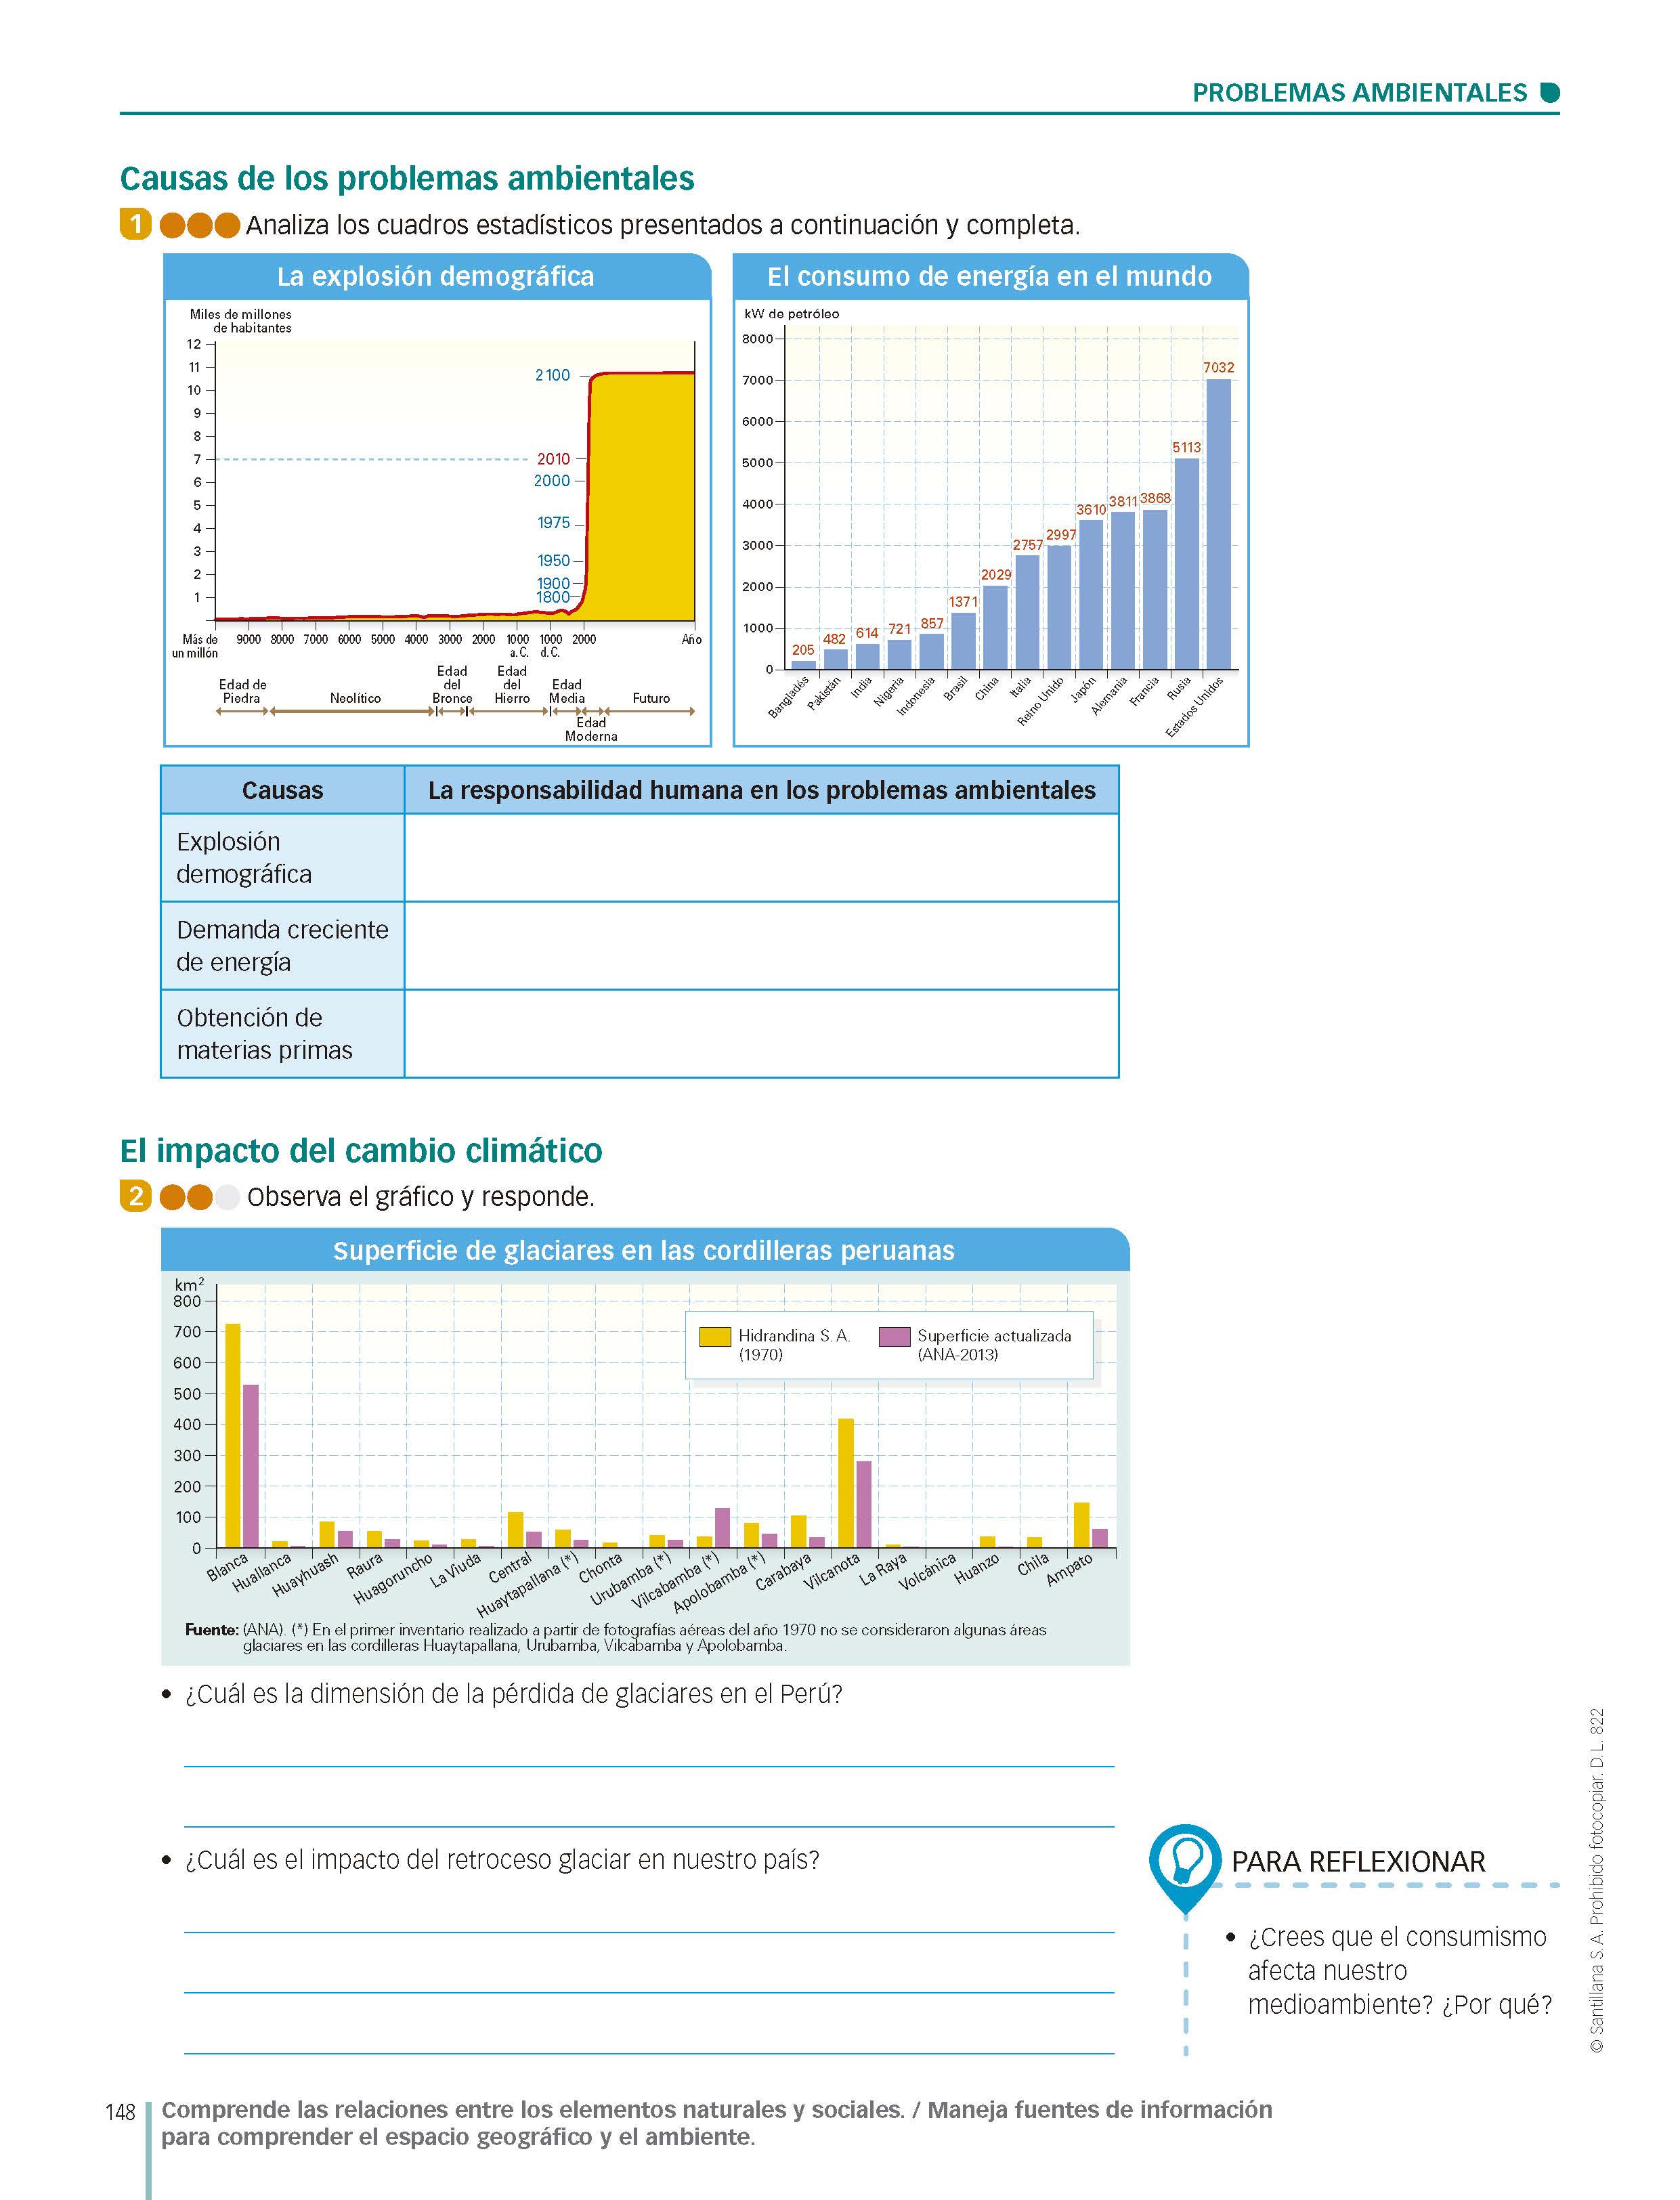 PROBLEMAS AMBIENTALES
Causas de los problemas ambientales
1 Analiza los cuadros estadísticos presentados a continuación y completa.
La explosión demográfica
Miles de millones
de habitantes
12
11
10
9
8
7
6
5
4
3
2
1
2100
2010
2000
1975
1950
1900
1800
Más de
un millón
9000 8000 7000 6000 5000 4000 3000 2000 1000 1000 2000 Año
a. C. d. C.
Edad de
Piedra
Neolítico
Edad
del
Bronce
Edad
del
Hierro
Edad
Media
Edad
Moderna
Futuro
El consumo de energía en el mundo
kW de petróleo
8000
7000
6000
5000
4000
3000
2000
1000
0
205
482
614
721
857
1371
2029
2757
2997
3610
3811
3868
5113
7032
Bangladés
Pakistán
India
Nigeria
Indonesia
Brasil
China
Italia
Reino Unido
Japón
Alemania
Francia
Rusia
Estados Unidos
Causas
La responsabilidad humana en los problemas ambientales
Explosión
demográfica
Demanda creciente
de energía
Obtención de
materias primas
El impacto del cambio climático
2 Observa el gráfico y responde.
Superficie de glaciares en las cordilleras peruanas
km²
800
700
600
500
400
300
200
100
0
Hidrandina S. A.
(1970)
Superficie actualizada
(ANA-2013)
Blanca
Huallanca
Huayhuash
Raura
Huagoruncho
La Viuda
Central
Huaytapallana (*)
Chonta
Urubamba (*)
Vilcabamba (*)
Apolobamba (*)
Carabaya
Vilcanota
La Raya
Volcánica
Huanzo
Chila
Ampato
Fuente: (ANA). (*) En el primer inventario realizado a partir de fotografías aéreas del año 1970 no se consideraron algunas áreas
glaciares en las cordilleras Huaytapallana, Urubamba, Vilcabamba y Apolobamba.
• ¿Cuál es la dimensión de la pérdida de glaciares en el Perú?
• ¿Cuál es el impacto del retroceso glaciar en nuestro país?
PARA REFLEXIONAR
• ¿Crees que el consumismo
afecta nuestro
medioambiente? ¿Por qué?
© Santillana S. A. Prohibido fotocopiar. D. L. 822
148
Comprende las relaciones entre los elementos naturales y sociales. / Maneja fuentes de información
para comprender el espacio geográfico y el ambiente.